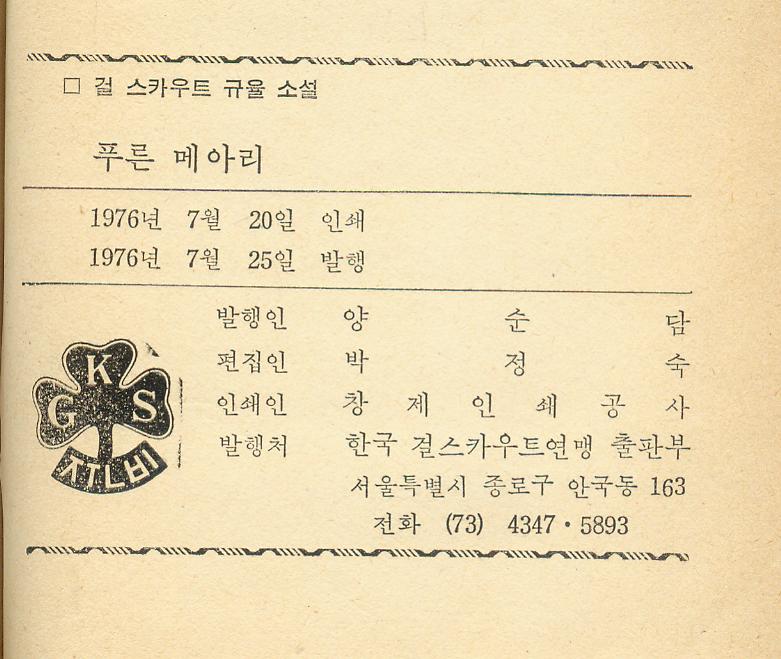 □ 걸 스카우트 규율 소설
푸른 메아리
1976년 7월 20일 인쇄
1976년 7월 25일 발행
발행인 양 순 담
편집인 박 정 숙
인쇄인 창 제 인 쇄 공 사
발행처 한국 걸스카우트연맹 출판부
서울특별시 종로구 안국동 163
전화 (73) 4347·5893
K
G S